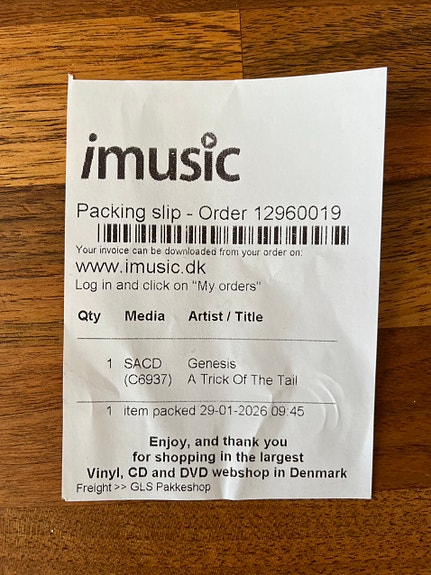 imusic
Packing slip - Order 12960019
Your invoice can be downloaded from your order on:
www.imusic.dk
Log in and click on "My orders"
Qty Media Artist / Title
1 SACD Genesis
(C6937) A Trick Of The Tail
1 item packed 29-01-2026 09:45
Enjoy, and thank you
for shopping in the largest
Vinyl, CD and DVD webshop in Denmark
Freight >> GLS Pakkeshop